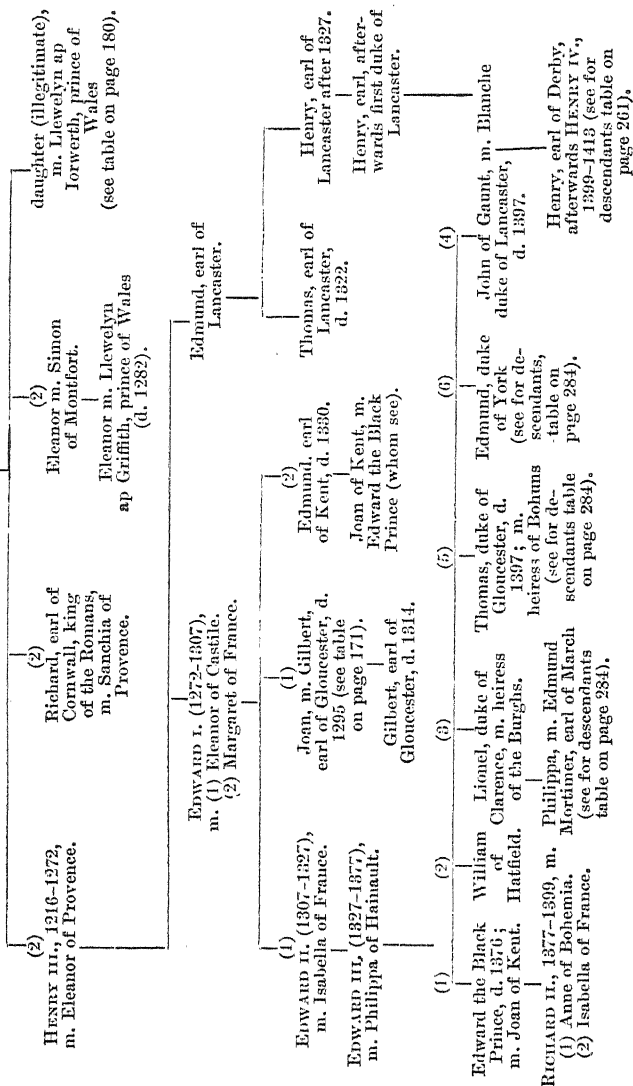 (2)
HENRY III., 1216–1272,
m. Eleanor of Provence.
(2)
Richard, earl of
Cornwall, king
of the Romans,
m. Sanchia of
Provence.
(2)
Eleanor m. Simon
of Montfort.
Eleanor m. Llewelyn
ap Griffith, prince of Wales
(d. 1282).
daughter (illegitimate),
m. Llewelyn ap
Iorwerth, prince of
Wales
(see table on page 180).
EDWARD I. (1272–1307),
m. (1) Eleanor of Castile.
(2) Margaret of France.
Edmund, earl of
Lancaster.
(1)
EDWARD II. (1307–1327),
m. Isabella of France.
EDWARD III. (1327–1377),
m. Philippa of Hainault.
(1)
Joan, m. Gilbert,
earl of Gloucester, d.
1295 (see table
on page 171).
Gilbert, earl of
Gloucester, d. 1314.
(2)
Edmund, earl
of Kent, d. 1330.
Joan of Kent, m.
Edward the Black
Prince (whom see).
Thomas, earl of
Lancaster,
d. 1322.
Henry, earl of
Lancaster after 1327.
Henry, earl, after-
wards first duke of
Lancaster.
(1)
Edward the Black
Prince, d. 1376;
m. Joan of Kent.
RICHARD II., 1377–1399, m.
(1) Anne of Bohemia.
(2) Isabella of France.
(2)
William
of
Hatfield.
(3)
Lionel, duke of
Clarence, m. heiress
of the Burghs.
Philippa, m. Edmund
Mortimer, earl of March
(see for descendants
table on page 284).
(5)
Thomas, duke of
Gloucester, d.
1397; m.
heiress of Bohuns
(see for de-
scendants table
on page 284).
(6)
Edmund, duke
of York
(see for de-
scendants,
table on
page 284).
(4)
John of Gaunt, m. Blanche
duke of Lancaster,
d. 1397.
Henry, earl of Derby,
afterwards HENRY IV.,
1399–1413 (see for
descendants table on
page 261).